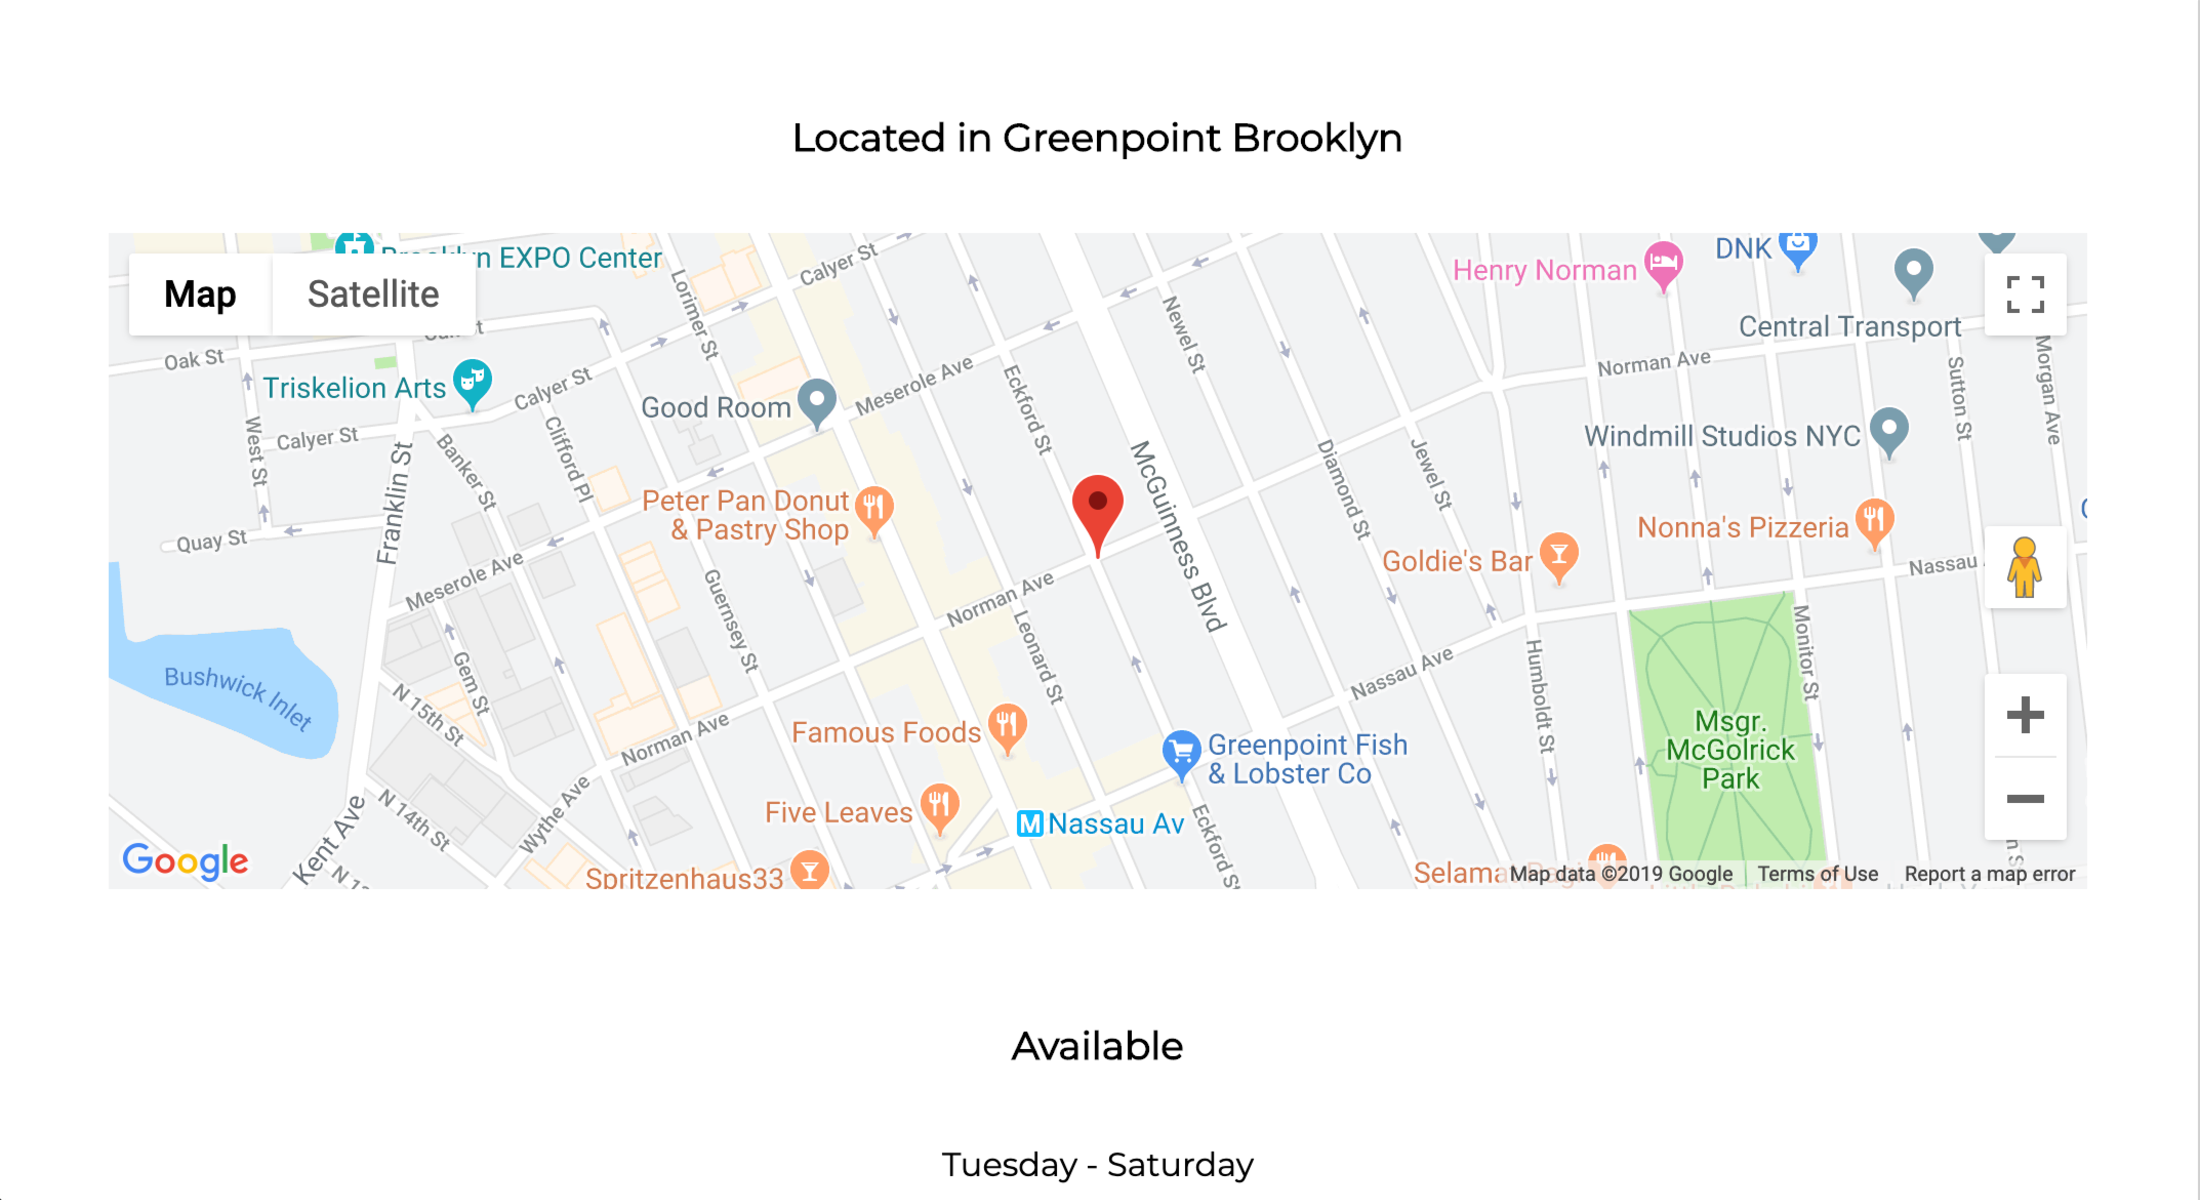 Located in Greenpoint Brooklyn
Map
Satellite
EXPO Center
Calyer St
Lorimer St
Oak St
Triskelion Arts
Calyer St
Calyer St
West St
Clifford Pl
Banker St
Franklin St
Quay St
Good Room
Meserole Ave
Meserole Ave
Peter Pan Donut
& Pastry Shop
Eckford St
Newel St
McGuinness Blvd
Henry Norman
DNK
Central Transport
Norman Ave
Sutton St
Morgan Ave
Windmill Studios NYC
Diamond St
Jewel St
Nonna's Pizzeria
Goldie's Bar
Nassau
Norman Ave
Guernsey St
Leonard St
Gem St
Bushwick Inlet
N 15th St
Norman Ave
Famous Foods
Five Leaves
Spritzenhaus33
Wythe Ave
N 14th St
Kent Ave
Greenpoint Fish
& Lobster Co
M Nassau Av
Eckford St
Nassau Ave
Humboldt St
Monitor St
Msgr.
McGolrick
Park
Google
Map data ©2019 Google
Terms of Use
Report a map error
Available
Tuesday - Saturday